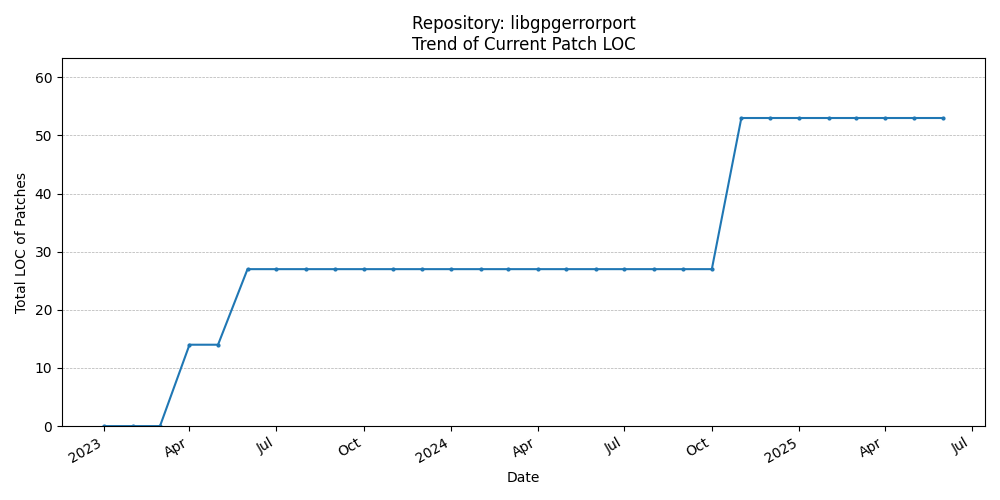 Repository: libgpgerrorport
Trend of Current Patch LOC
60
50
40
30
20
10
0
Total LOC of Patches
2023
Apr
Jul
Oct
2024
Apr
Jul
Oct
2025
Apr
Jul
Date